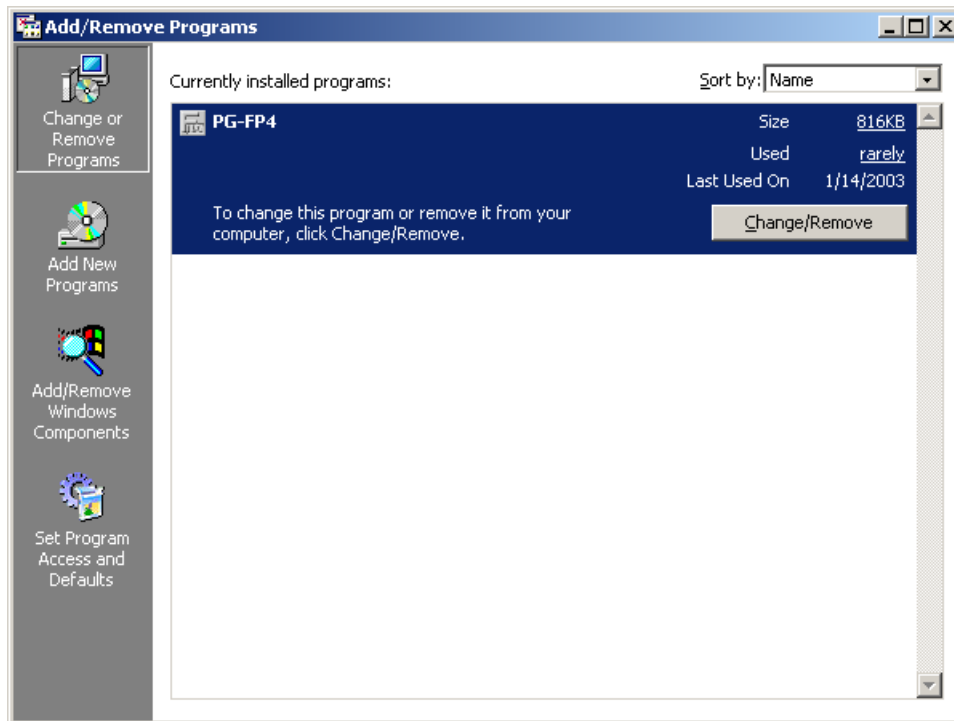 Add/Remove Programs
Change or
Remove
Programs
Add New
Programs
Add/Remove
Windows
Components
Set Program
Access and
Defaults
Currently installed programs:
Sort by: Name
PG-FP4
Size 816KB
Used rarely
Last Used On 1/14/2003
To change this program or remove it from your
computer, click Change/Remove.
Change/Remove